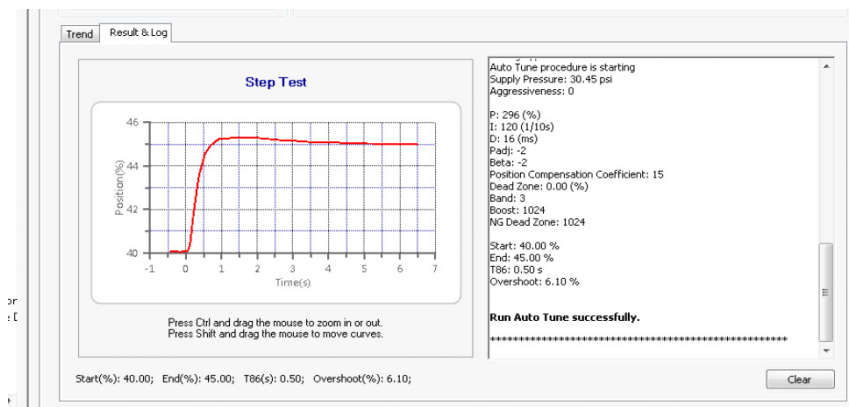 Trend
Result & Log
Step Test
46
44
42
40
Position(%)
-1 0 1 2 3 4 5 6 7
Time(s)
Press Ctrl and drag the mouse to zoom in or out.
Press Shift and drag the mouse to move curves.
Auto Tune procedure is starting
Supply Pressure: 30.45 psi
Aggressiveness: 0
P: 296 (%)
I: 120 (1/10s)
D: 16 (ms)
Padj: -2
Beta: -2
Position Compensation Coefficient: 15
Dead Zone: 0.00 (%)
Band: 3
Boost: 1024
NG Dead Zone: 1024
Start: 40.00 %
End: 45.00 %
T86: 0.50 s
Overshoot: 6.10 %
Run Auto Tune successfully.
****************************************************
Start(%): 40.00; End(%): 45.00; T86(s): 0.50; Overshoot(%): 6.10;
Clear